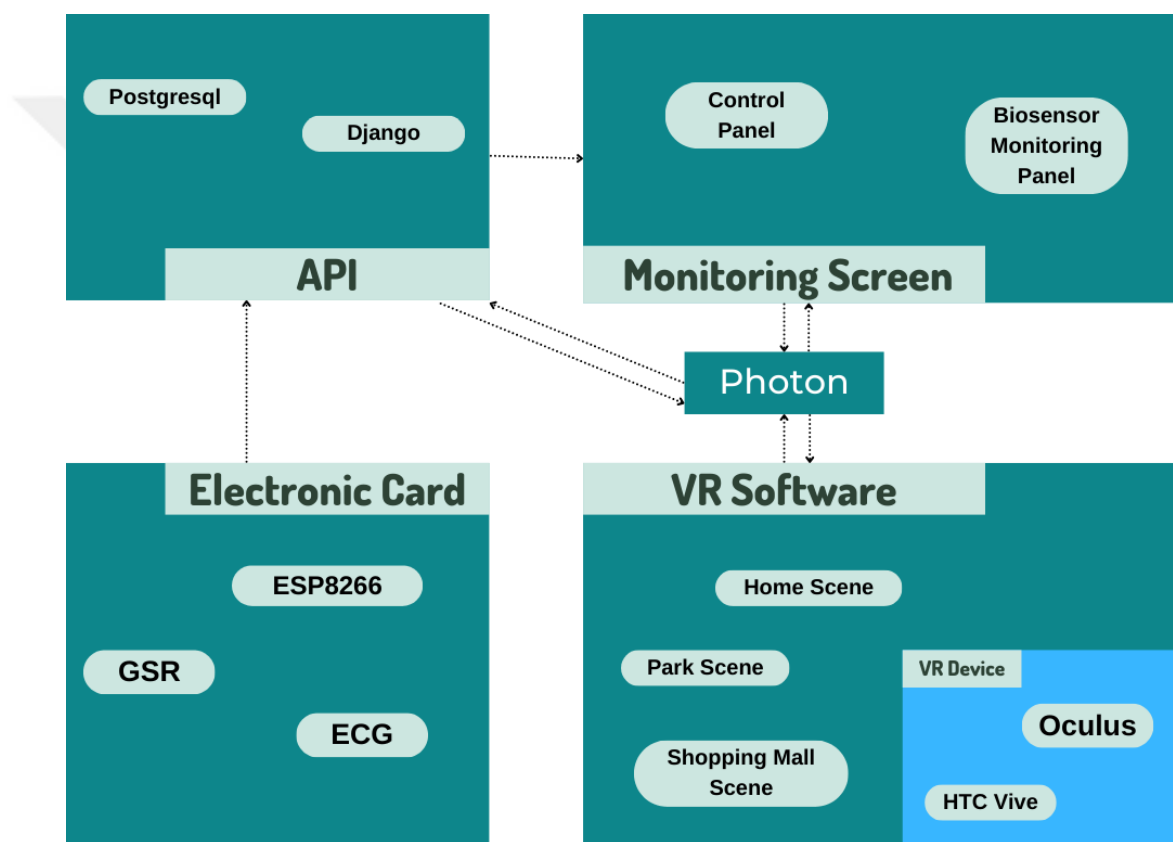 Postgresql
Django
API
Control
Panel
Biosensor
Monitoring
Panel
Monitoring Screen
Photon
Electronic Card
ESP8266
GSR
ECG
VR Software
Home Scene
Park Scene
Shopping Mall
Scene
VR Device
Oculus
HTC Vive